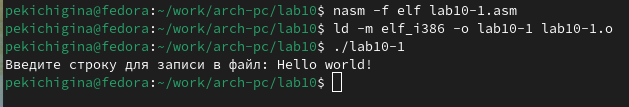 pekichigina@fedora:~/work/arch-pc/lab10$ nasm -f elf lab10-1.asm
pekichigina@fedora:~/work/arch-pc/lab10$ ld -m elf_i386 -o lab10-1 lab10-1.o
pekichigina@fedora:~/work/arch-pc/lab10$ ./lab10-1
Введите строку для записи в файл: Hello world!
pekichigina@fedora:~/work/arch-pc/lab10$